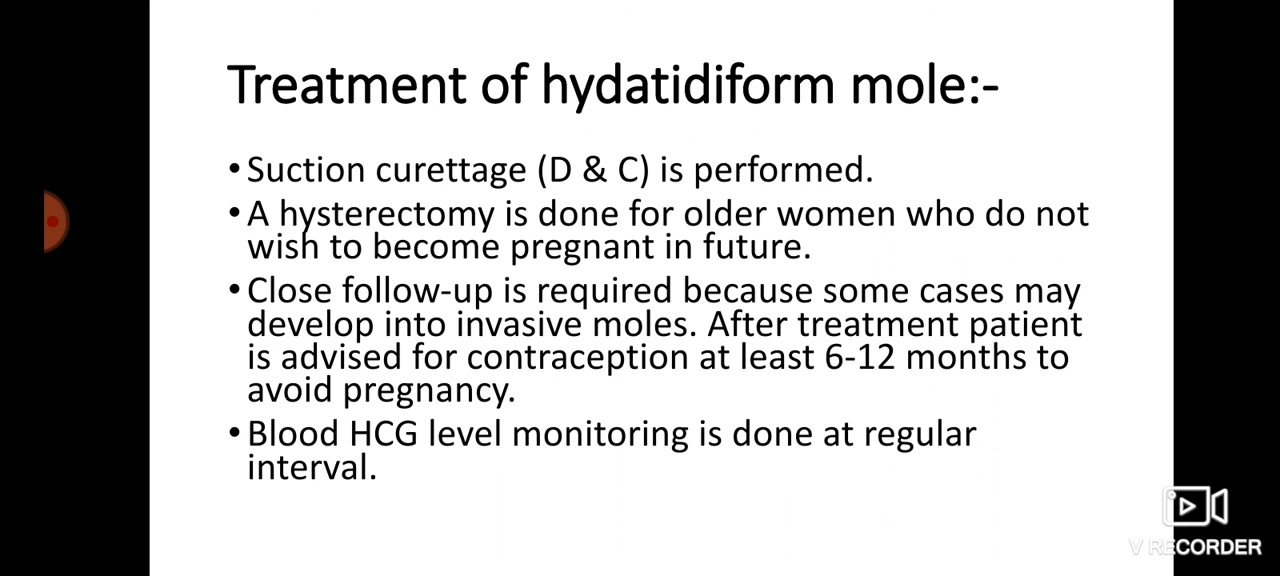 Treatment of hydatidiform mole:-
•Suction curettage (D & C) is performed.
•A hysterectomy is done for older women who do not
wish to become pregnant in future.
•Close follow-up is required because some cases may
develop into invasive moles. After treatment patient
is advised for contraception at least 6-12 months to
avoid pregnancy.
•Blood HCG level monitoring is done at regular
interval.
V RECORDER